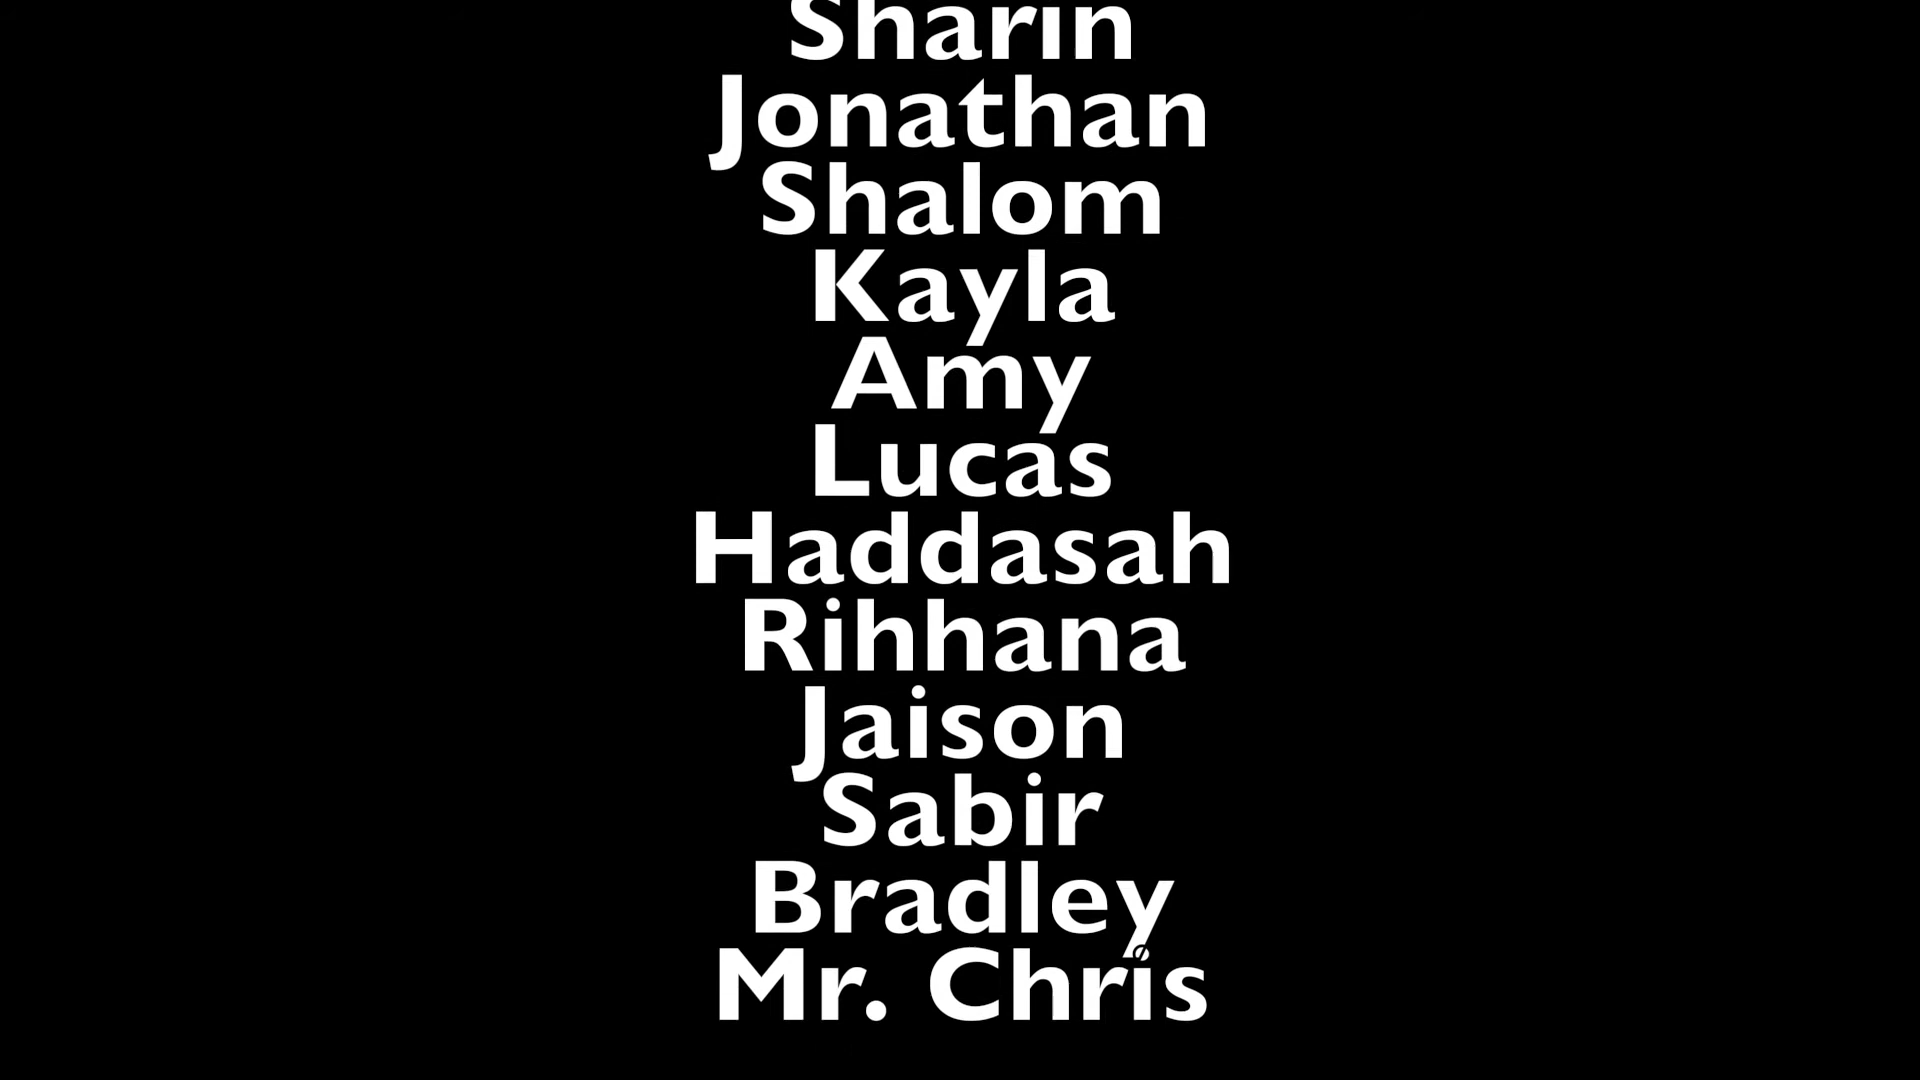 Sharin
Jonathan
Shalom
Kayla
Amy
Lucas
Haddasah
Rihhana
Jaison
Sabir
Bradley
Mr. Chris